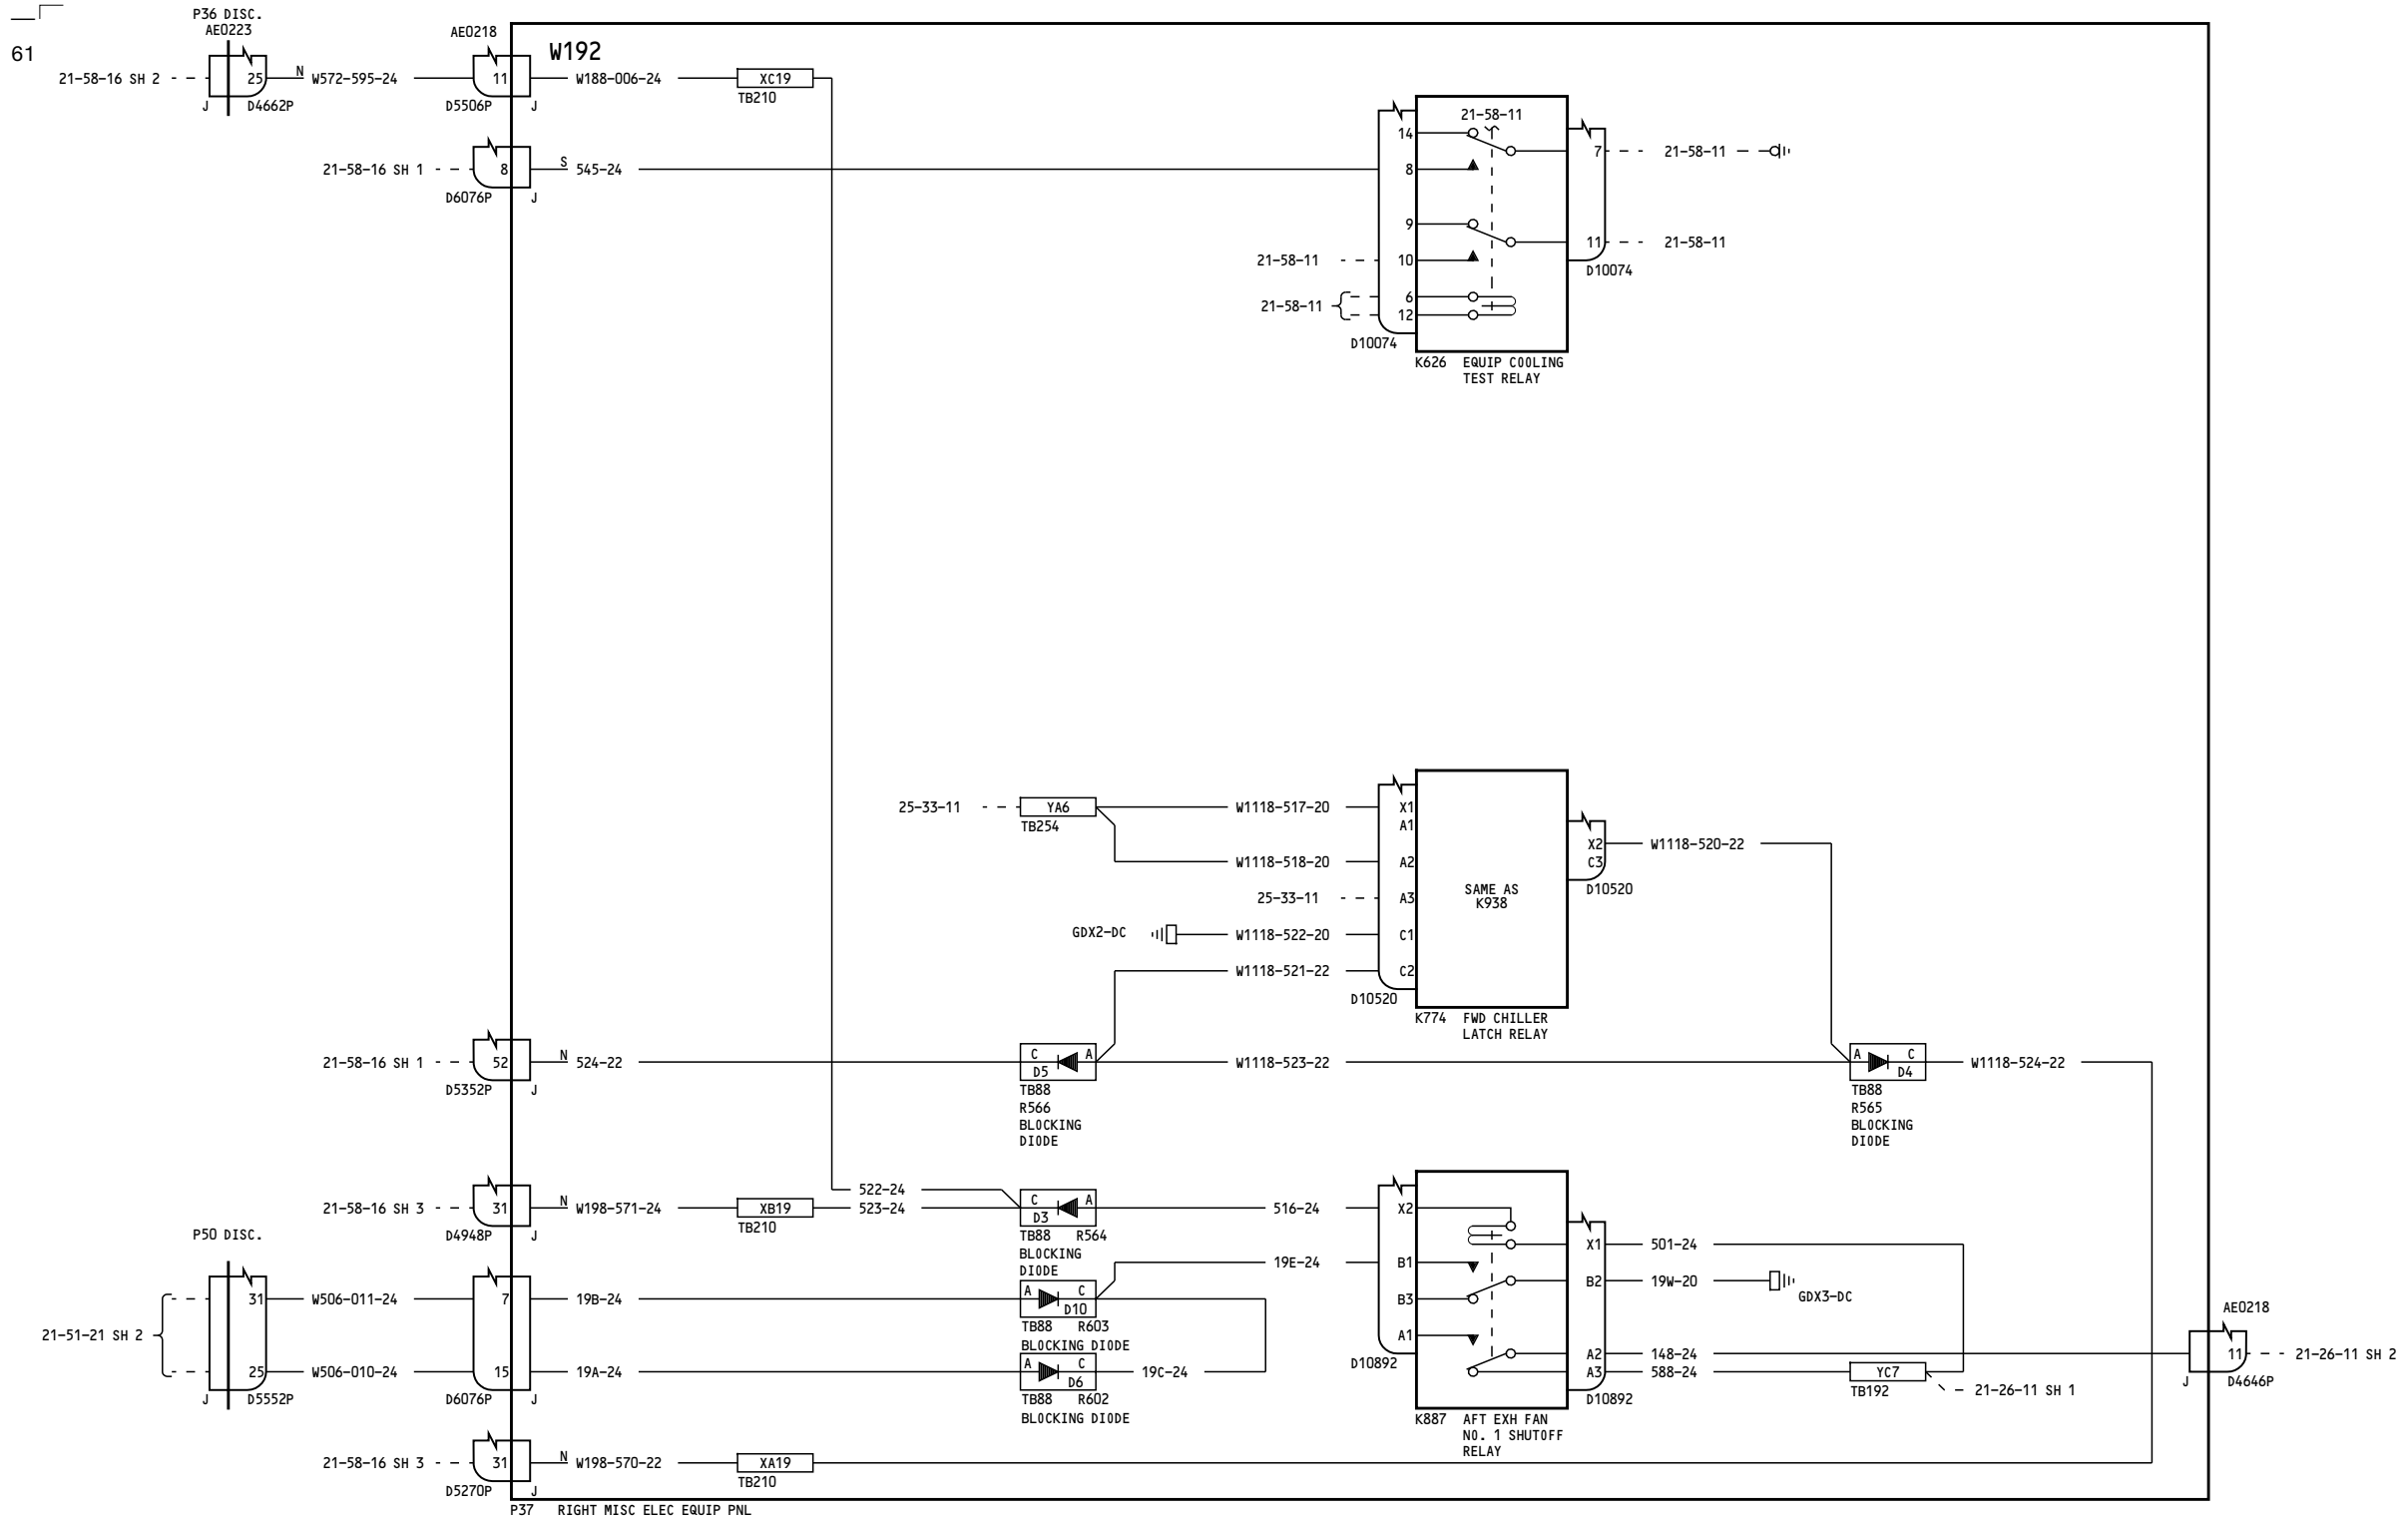 P36 DISC.
AE0223
61
21-58-16 SH 2
25
J
D4662P
N W572-595-24
AE0218
11
D5506P
J
W192
W188-006-24
XC19
TB210
21-58-16 SH 1
8
D6076P
J
S 545-24
21-58-11
14
8
9
10
6
12
7
11
21-58-11
21-58-11
21-58-11
21-58-11
D10074
D10074
K626 EQUIP COOLING
TEST RELAY
25-33-11
YA6
TB254
W1118-517-20
W1118-518-20
25-33-11
GDX2-DC
W1118-522-20
W1118-521-22
X1
A1
A2
A3
C1
C2
D10520
SAME AS
K938
X2
C3
D10520
W1118-520-22
K774 FWD CHILLER
LATCH RELAY
21-58-16 SH 1
52
D5352P
J
N 524-22
C A
D5
TB88
R566
BLOCKING
DIODE
W1118-523-22
A C
D4
TB88
R565
BLOCKING
DIODE
W1118-524-22
21-58-16 SH 3
31
D4948P
J
N W198-571-24
XB19
TB210
522-24
523-24
C A
D3
TB88 R564
BLOCKING
DIODE
516-24
19E-24
P50 DISC.
21-51-21 SH 2
31
25
J
D5552P
W506-011-24
W506-010-24
7
15
D6076P
J
19B-24
19A-24
A C
D10
TB88 R603
BLOCKING DIODE
A C
D6
TB88 R602
BLOCKING DIODE
19C-24
X2
B1
B3
A1
D10892
X1
B2
A2
A3
D10892
K887 AFT EXH FAN
NO. 1 SHUTOFF
RELAY
501-24
19W-20
GDX3-DC
148-24
588-24
YC7
TB192
21-26-11 SH 1
AE0218
11
J
D4646P
21-26-11 SH 2
21-58-16 SH 3
31
D5270P
J
N W198-570-22
XA19
TB210
P37 RIGHT MISC ELEC EQUIP PNL